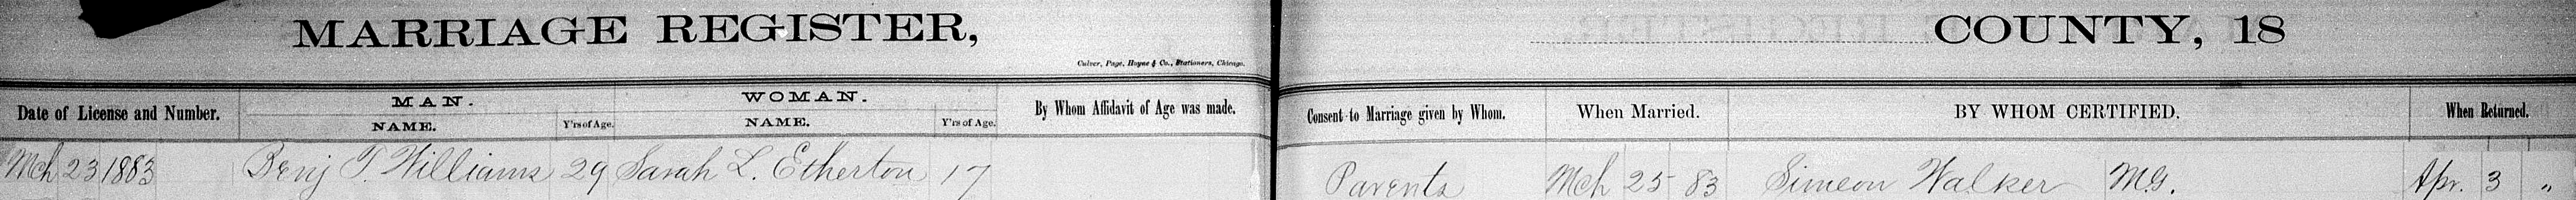 MARRIAGE REGISTER, COUNTY, 18
Culver, Page, Hoyne & Co., Stationers, Chicago.
Date of License and Number. MAN. WOMAN. By Whom Affidavit of Age was made. Consent to Marriage given by Whom. When Married. BY WHOM CERTIFIED. When Returned.
NAME. Y'rs of Age. NAME. Y'rs of Age.
Mch 23 1883 Benj T. Williams 29 Sarah L. Etherton 17 Parents Mch 25 83 Simeon Walker M.G. Apr. 3 "